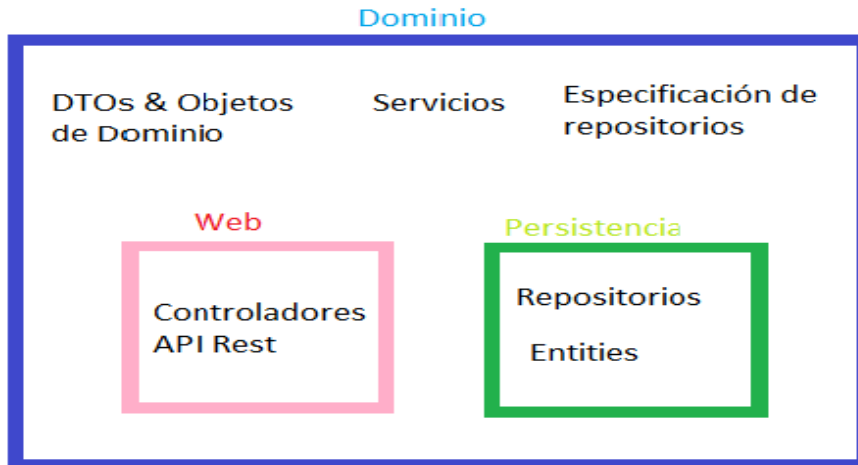 Dominio
DTOs & Objetos
de Dominio
Servicios
Especificación de
repositorios
Web
Controladores
API Rest
Persistencia
Repositorios
Entities